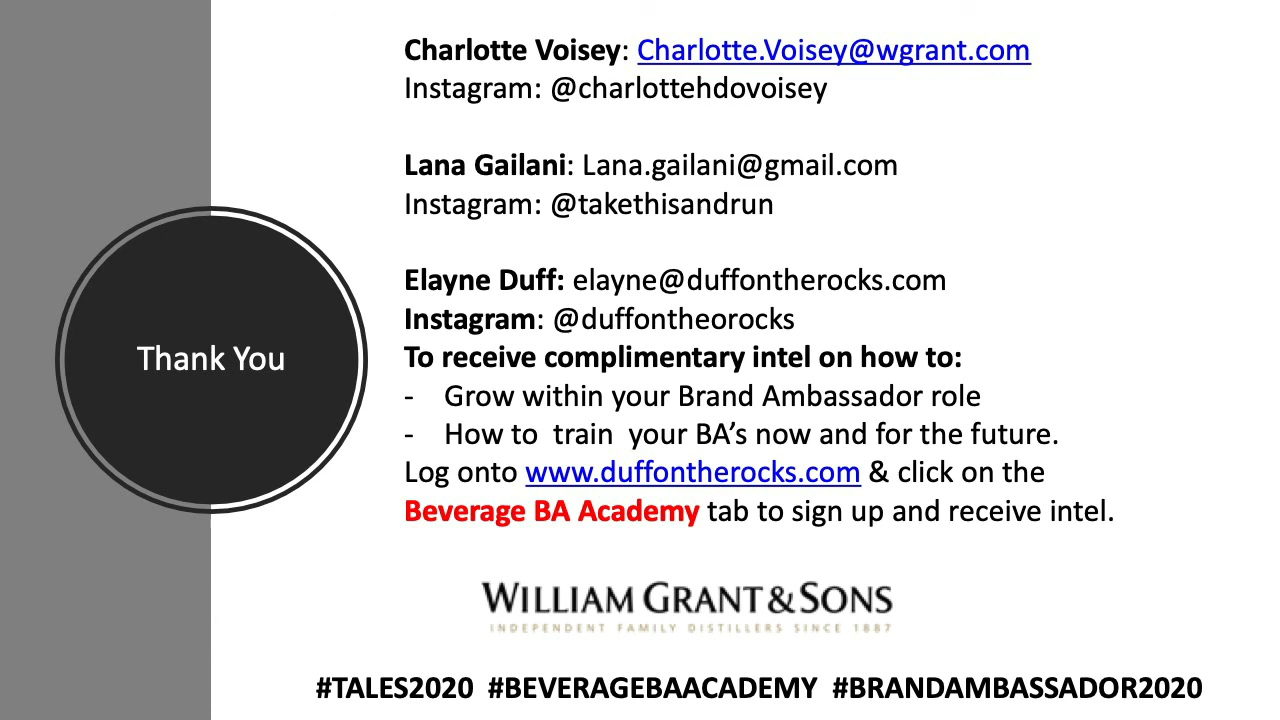 Charlotte Voisey: Charlotte.Voisey@wgrant.com
Instagram: @charlottehdovoisey
Lana Gailani: Lana.gailani@gmail.com
Instagram: @takethisandrun
Elayne Duff: elayne@duffontherocks.com
Instagram: @duffontheorocks
To receive complimentary intel on how to:
- Grow within your Brand Ambassador role
- How to  train  your BA’s now and for the future.
Log onto www.duffontherocks.com & click on the
Beverage BA Academy tab to sign up and receive intel.
Thank You
WILLIAM GRANT & SONS
INDEPENDENT FAMILY DISTILLERS SINCE 1887
#TALES2020  #BEVERAGEBAACADEMY  #BRANDAMBASSADOR2020